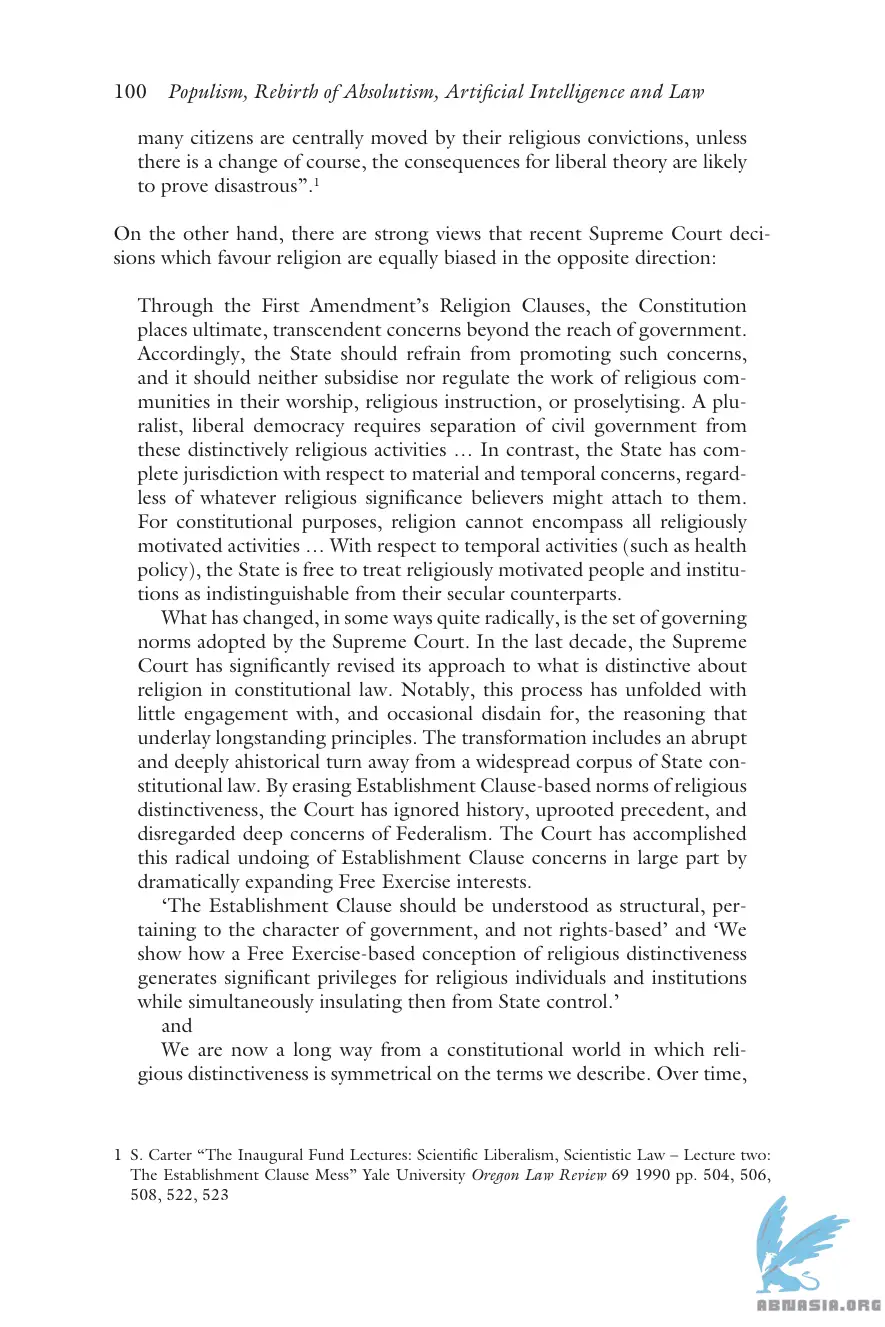 100 Populism, Rebirth of Absolutism, Artificial Intelligence and Law
many citizens are centrally moved by their religious convictions, unless
there is a change of course, the consequences for liberal theory are likely
to prove disastrous”.1
On the other hand, there are strong views that recent Supreme Court deci-
sions which favour religion are equally biased in the opposite direction:
Through the First Amendment’s Religion Clauses, the Constitution
places ultimate, transcendent concerns beyond the reach of government.
Accordingly, the State should refrain from promoting such concerns,
and it should neither subsidise nor regulate the work of religious com-
munities in their worship, religious instruction, or proselytising. A plu-
ralist, liberal democracy requires separation of civil government from
these distinctively religious activities … In contrast, the State has com-
plete jurisdiction with respect to material and temporal concerns, regard-
less of whatever religious significance believers might attach to them.
For constitutional purposes, religion cannot encompass all religiously
motivated activities … With respect to temporal activities (such as health
policy), the State is free to treat religiously motivated people and institu-
tions as indistinguishable from their secular counterparts.
What has changed, in some ways quite radically, is the set of governing
norms adopted by the Supreme Court. In the last decade, the Supreme
Court has significantly revised its approach to what is distinctive about
religion in constitutional law. Notably, this process has unfolded with
little engagement with, and occasional disdain for, the reasoning that
underlay longstanding principles. The transformation includes an abrupt
and deeply ahistorical turn away from a widespread corpus of State con-
stitutional law. By erasing Establishment Clause-based norms of religious
distinctiveness, the Court has ignored history, uprooted precedent, and
disregarded deep concerns of Federalism. The Court has accomplished
this radical undoing of Establishment Clause concerns in large part by
dramatically expanding Free Exercise interests.
‘The Establishment Clause should be understood as structural, per-
taining to the character of government, and not rights-based’ and ‘We
show how a Free Exercise-based conception of religious distinctiveness
generates significant privileges for religious individuals and institutions
while simultaneously insulating then from State control.’
and
We are now a long way from a constitutional world in which reli-
gious distinctiveness is symmetrical on the terms we describe. Over time,
1 S. Carter “The Inaugural Fund Lectures: Scientific Liberalism, Scientistic Law – Lecture two:
The Establishment Clause Mess” Yale University Oregon Law Review 69 1990 pp. 504, 506,
508, 522, 523
ABNASIA.ORG